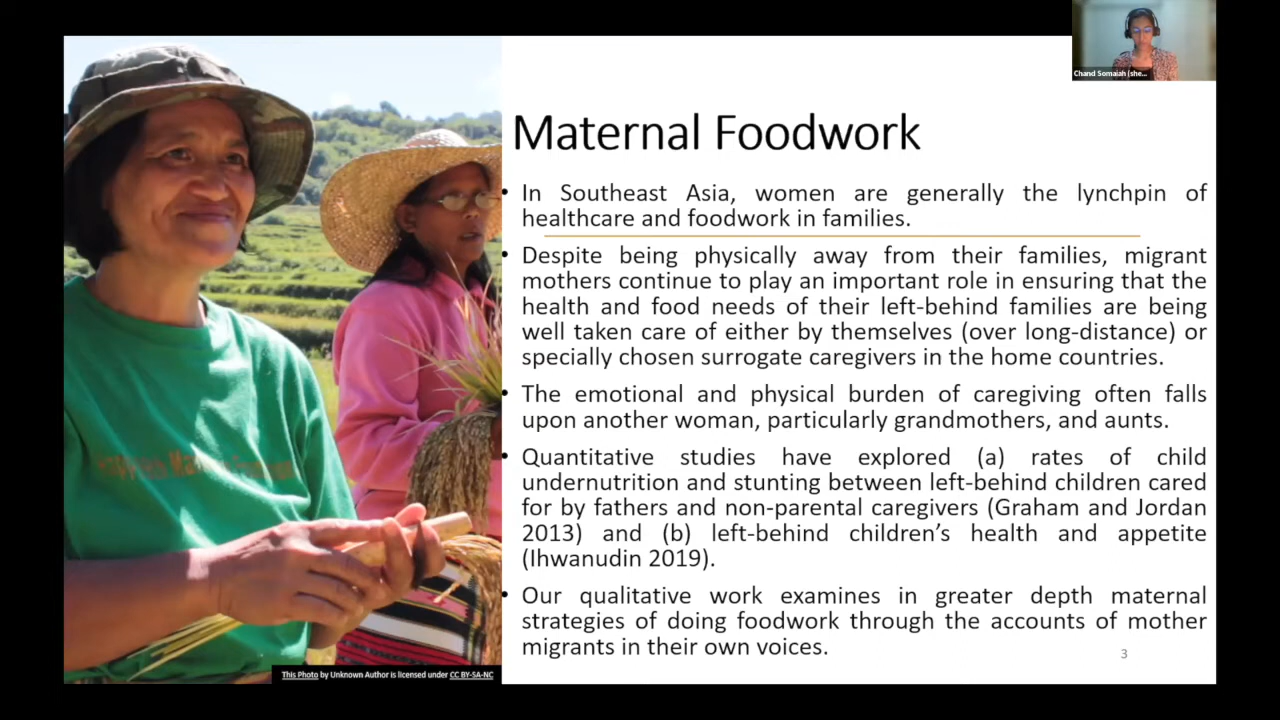 Chand Somaiah (she...
Maternal Foodwork
• In Southeast Asia, women are generally the lynchpin of
healthcare and foodwork in families.
• Despite being physically away from their families, migrant
mothers continue to play an important role in ensuring that the
health and food needs of their left-behind families are being
well taken care of either by themselves (over long-distance) or
specially chosen surrogate caregivers in the home countries.
• The emotional and physical burden of caregiving often falls
upon another woman, particularly grandmothers, and aunts.
• Quantitative studies have explored (a) rates of child
undernutrition and stunting between left-behind children cared
for by fathers and non-parental caregivers (Graham and Jordan
2013) and (b) left-behind children’s health and appetite
(Ihwanudin 2019).
• Our qualitative work examines in greater depth maternal
strategies of doing foodwork through the accounts of mother
migrants in their own voices.
3
This Photo by Unknown Author is licensed under CC BY-SA-NC